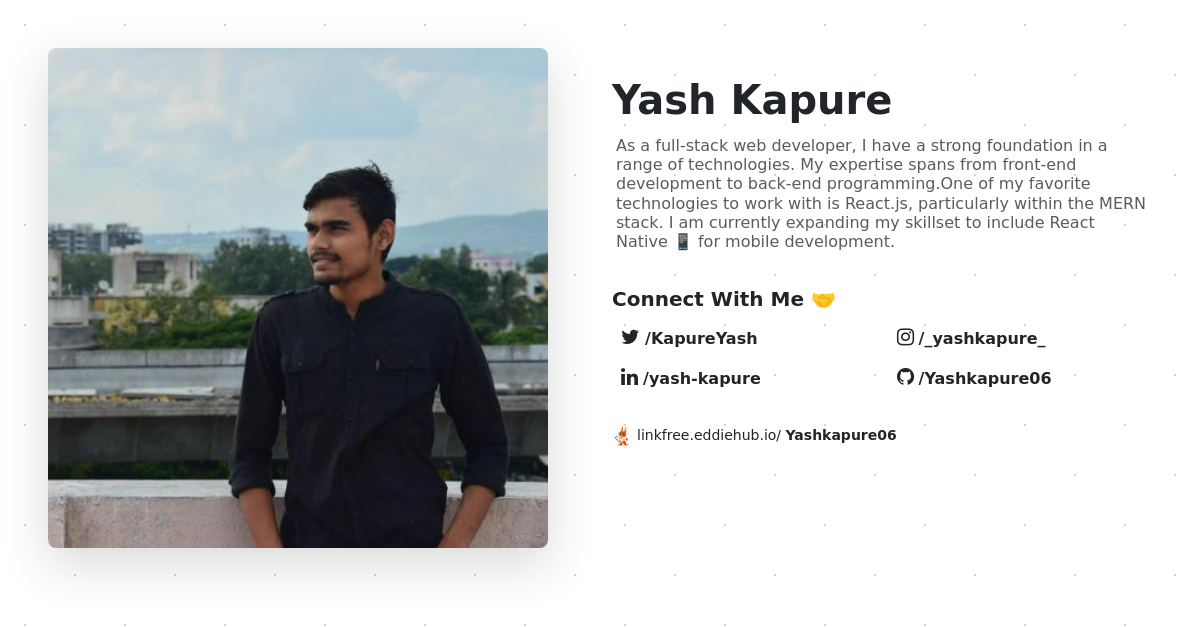 Yash Kapure
As a full-stack web developer, I have a strong foundation in a
range of technologies. My expertise spans from front-end
development to back-end programming.One of my favorite
technologies to work with is React.js, particularly within the MERN
stack. I am currently expanding my skillset to include React
Native 📱 for mobile development.
Connect With Me 🤝
/KapureYash
/_yashkapure_
/yash-kapure
/Yashkapure06
linkfree.eddiehub.io/ Yashkapure06